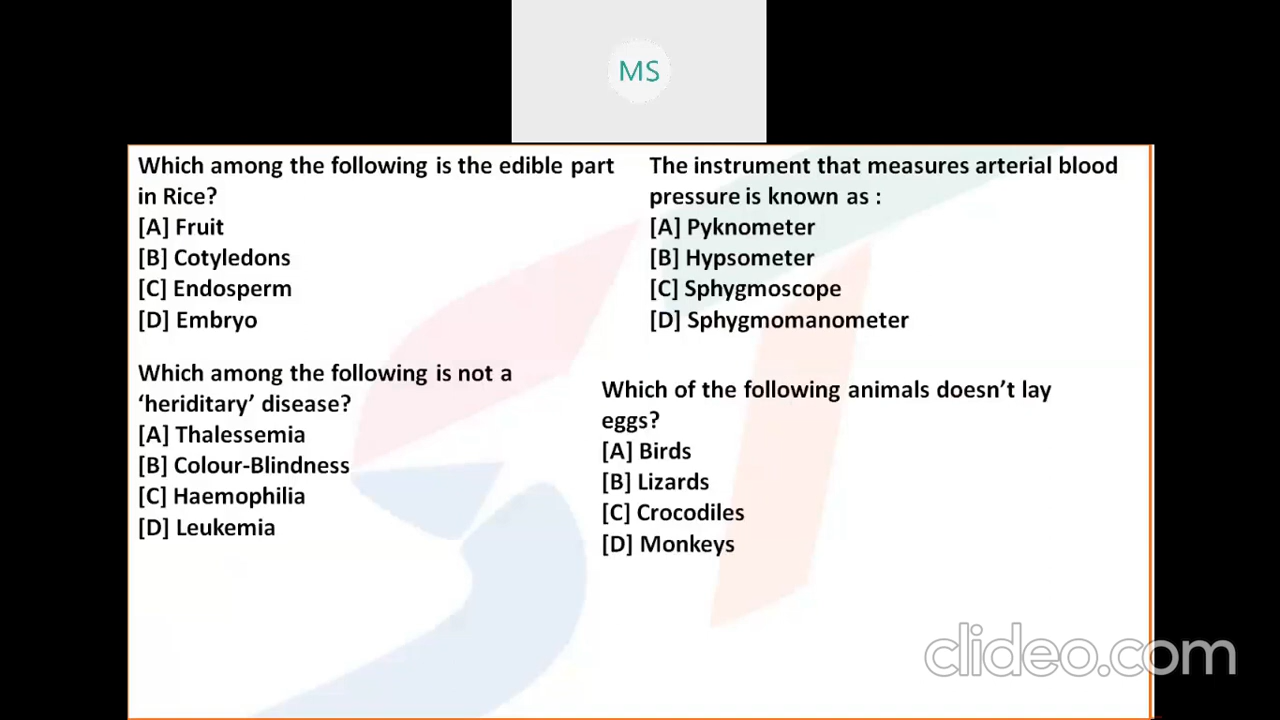 MS
Which among the following is the edible part
in Rice?
[A] Fruit
[B] Cotyledons
[C] Endosperm
[D] Embryo
The instrument that measures arterial blood
pressure is known as :
[A] Pyknometer
[B] Hypsometer
[C] Sphygmoscope
[D] Sphygmomanometer
Which among the following is not a
‘heriditary’ disease?
[A] Thalessemia
[B] Colour-Blindness
[C] Haemophilia
[D] Leukemia
Which of the following animals doesn’t lay
eggs?
[A] Birds
[B] Lizards
[C] Crocodiles
[D] Monkeys
clideo.com